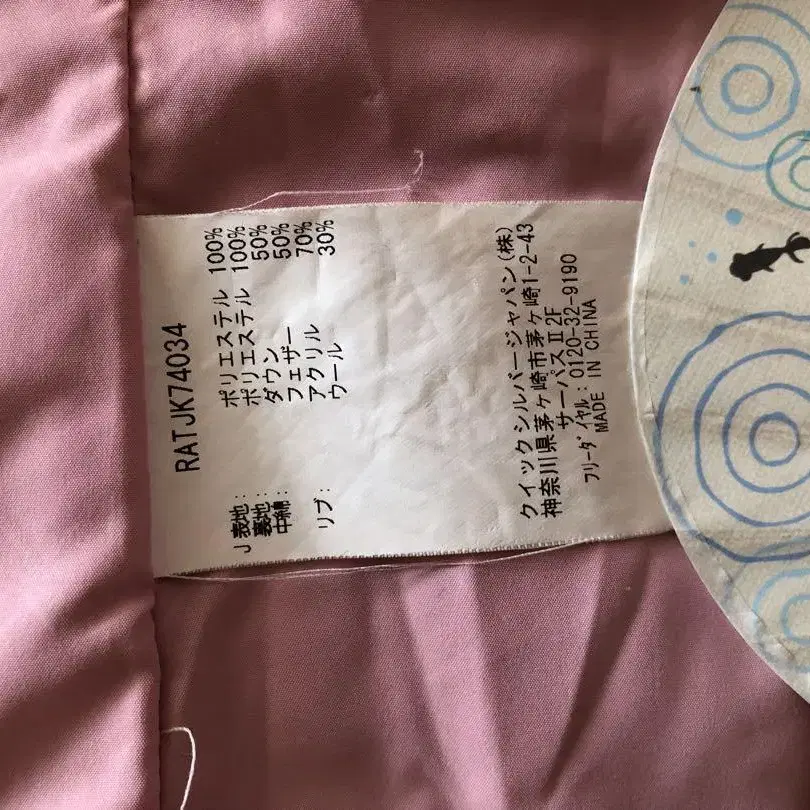 RATJK74034
J 表地： ポリエステル 100%
裏地： ポリエステル 100%
中綿： ダウン 50%
フェザー 50%
リブ： アクリル 70%
ウール 30%
クイックシルバージャパン(株)
神奈川県茅ヶ崎市茅ヶ崎1-2-43
サーパスⅡ2F
フリーダイヤル：0120-32-9190
MADE IN CHINA